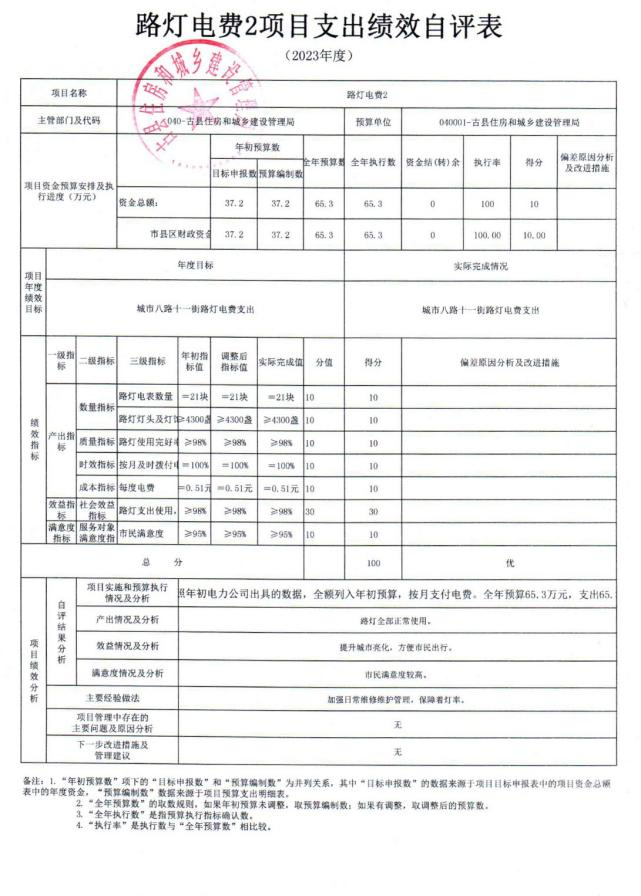 路灯电费2项目支出绩效自评表
（2023年度）
项目名称 路灯电费2
主管部门及代码 040-古县住房和城乡建设管理局 预算单位 040001-古县住房和城乡建设管理局
项目资金预算安排及执行进度（万元） 年初预算数 全年预算数 全年执行数 资金结(转)余 执行率 得分 偏差原因分析及改进措施
目标申报数 预算编制数
资金总额： 37.2 37.2 65.3 65.3 0 100 10
市县区财政资金 37.2 37.2 65.3 65.3 0 100.00 10.00
项目年度绩效目标 年度目标 实际完成情况
城市八路十一街路灯电费支出 城市八路十一街路灯电费支出
绩效指标 一级指标 二级指标 三级指标 年初指标值 调整后指标值 实际完成值 分值 得分 偏差原因分析及改进措施
产出指标 数量指标 路灯电表数量 =21块 =21块 =21块 10 10
路灯灯头及灯 ≥4300盏 ≥4300盏 ≥4300盏 10 10
质量指标 路灯使用完好 ≥98% ≥98% ≥98% 10 10
时效指标 按月及时拨付 =100% =100% =100% 10 10
成本指标 每度电费 =0.51元 =0.51元 =0.51元 10 10
效益指标 社会效益指标 路灯支出使用， ≥98% ≥98% ≥98% 30 30
满意度指标 服务对象满意度指 市民满意度 ≥95% ≥95% ≥95% 10 10
总 分 100 优
项目绩效分析 自评结果分析 项目实施和预算执行情况及分析 照年初电力公司出具的数据，全额列入年初预算，按月支付电费。全年预算65.3万元，支出65.
产出情况及分析 路灯全部正常使用。
效益情况及分析 提升城市亮化，方便市民出行。
满意度情况及分析 市民满意度较高。
主要经验做法 加强日常维修维护管理，保障着灯率。
项目管理中存在的主要问题及原因分析 无
下一步改进措施及管理建议 无
备注：1.“年初预算数”项下的“目标申报数”和“预算编制数”为并列关系，其中“目标申报数”的数据来源于项目目标申报表中的项目资金总额
表中的年度资金，“预算编制数”数据来源于项目预算支出明细表。
2.“全年预算数”的取数规则，如果年初预算未调整，取预算编制数；如果有调整，取调整后的预算数。
3.“全年执行数”是指预算执行指标确认数。
4.“执行率”是执行数与“全年预算数”相比较。
古县住房和城乡建设管理局